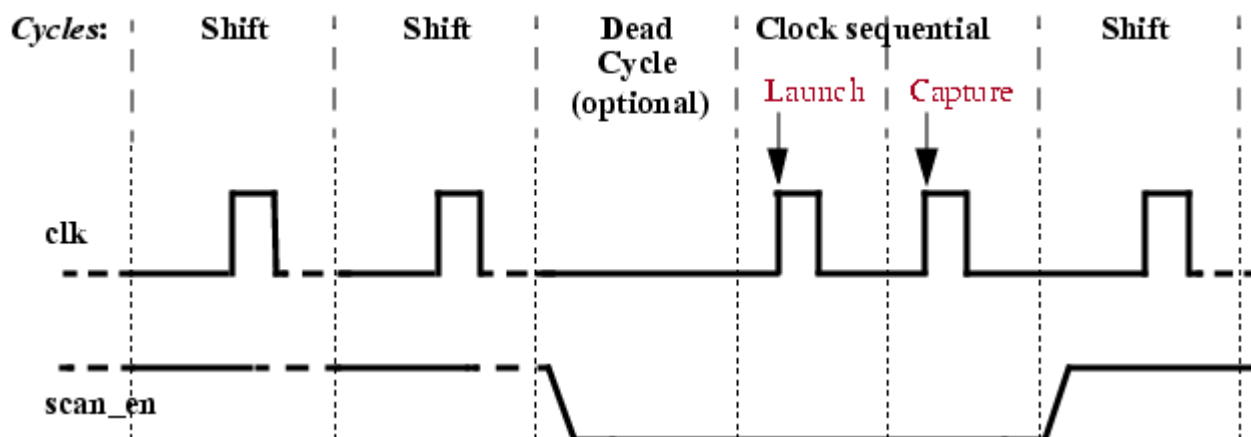 Cycles: Shift Shift Dead Clock sequential Shift
Cycle
(optional)
Launch Capture
clk
scan_en